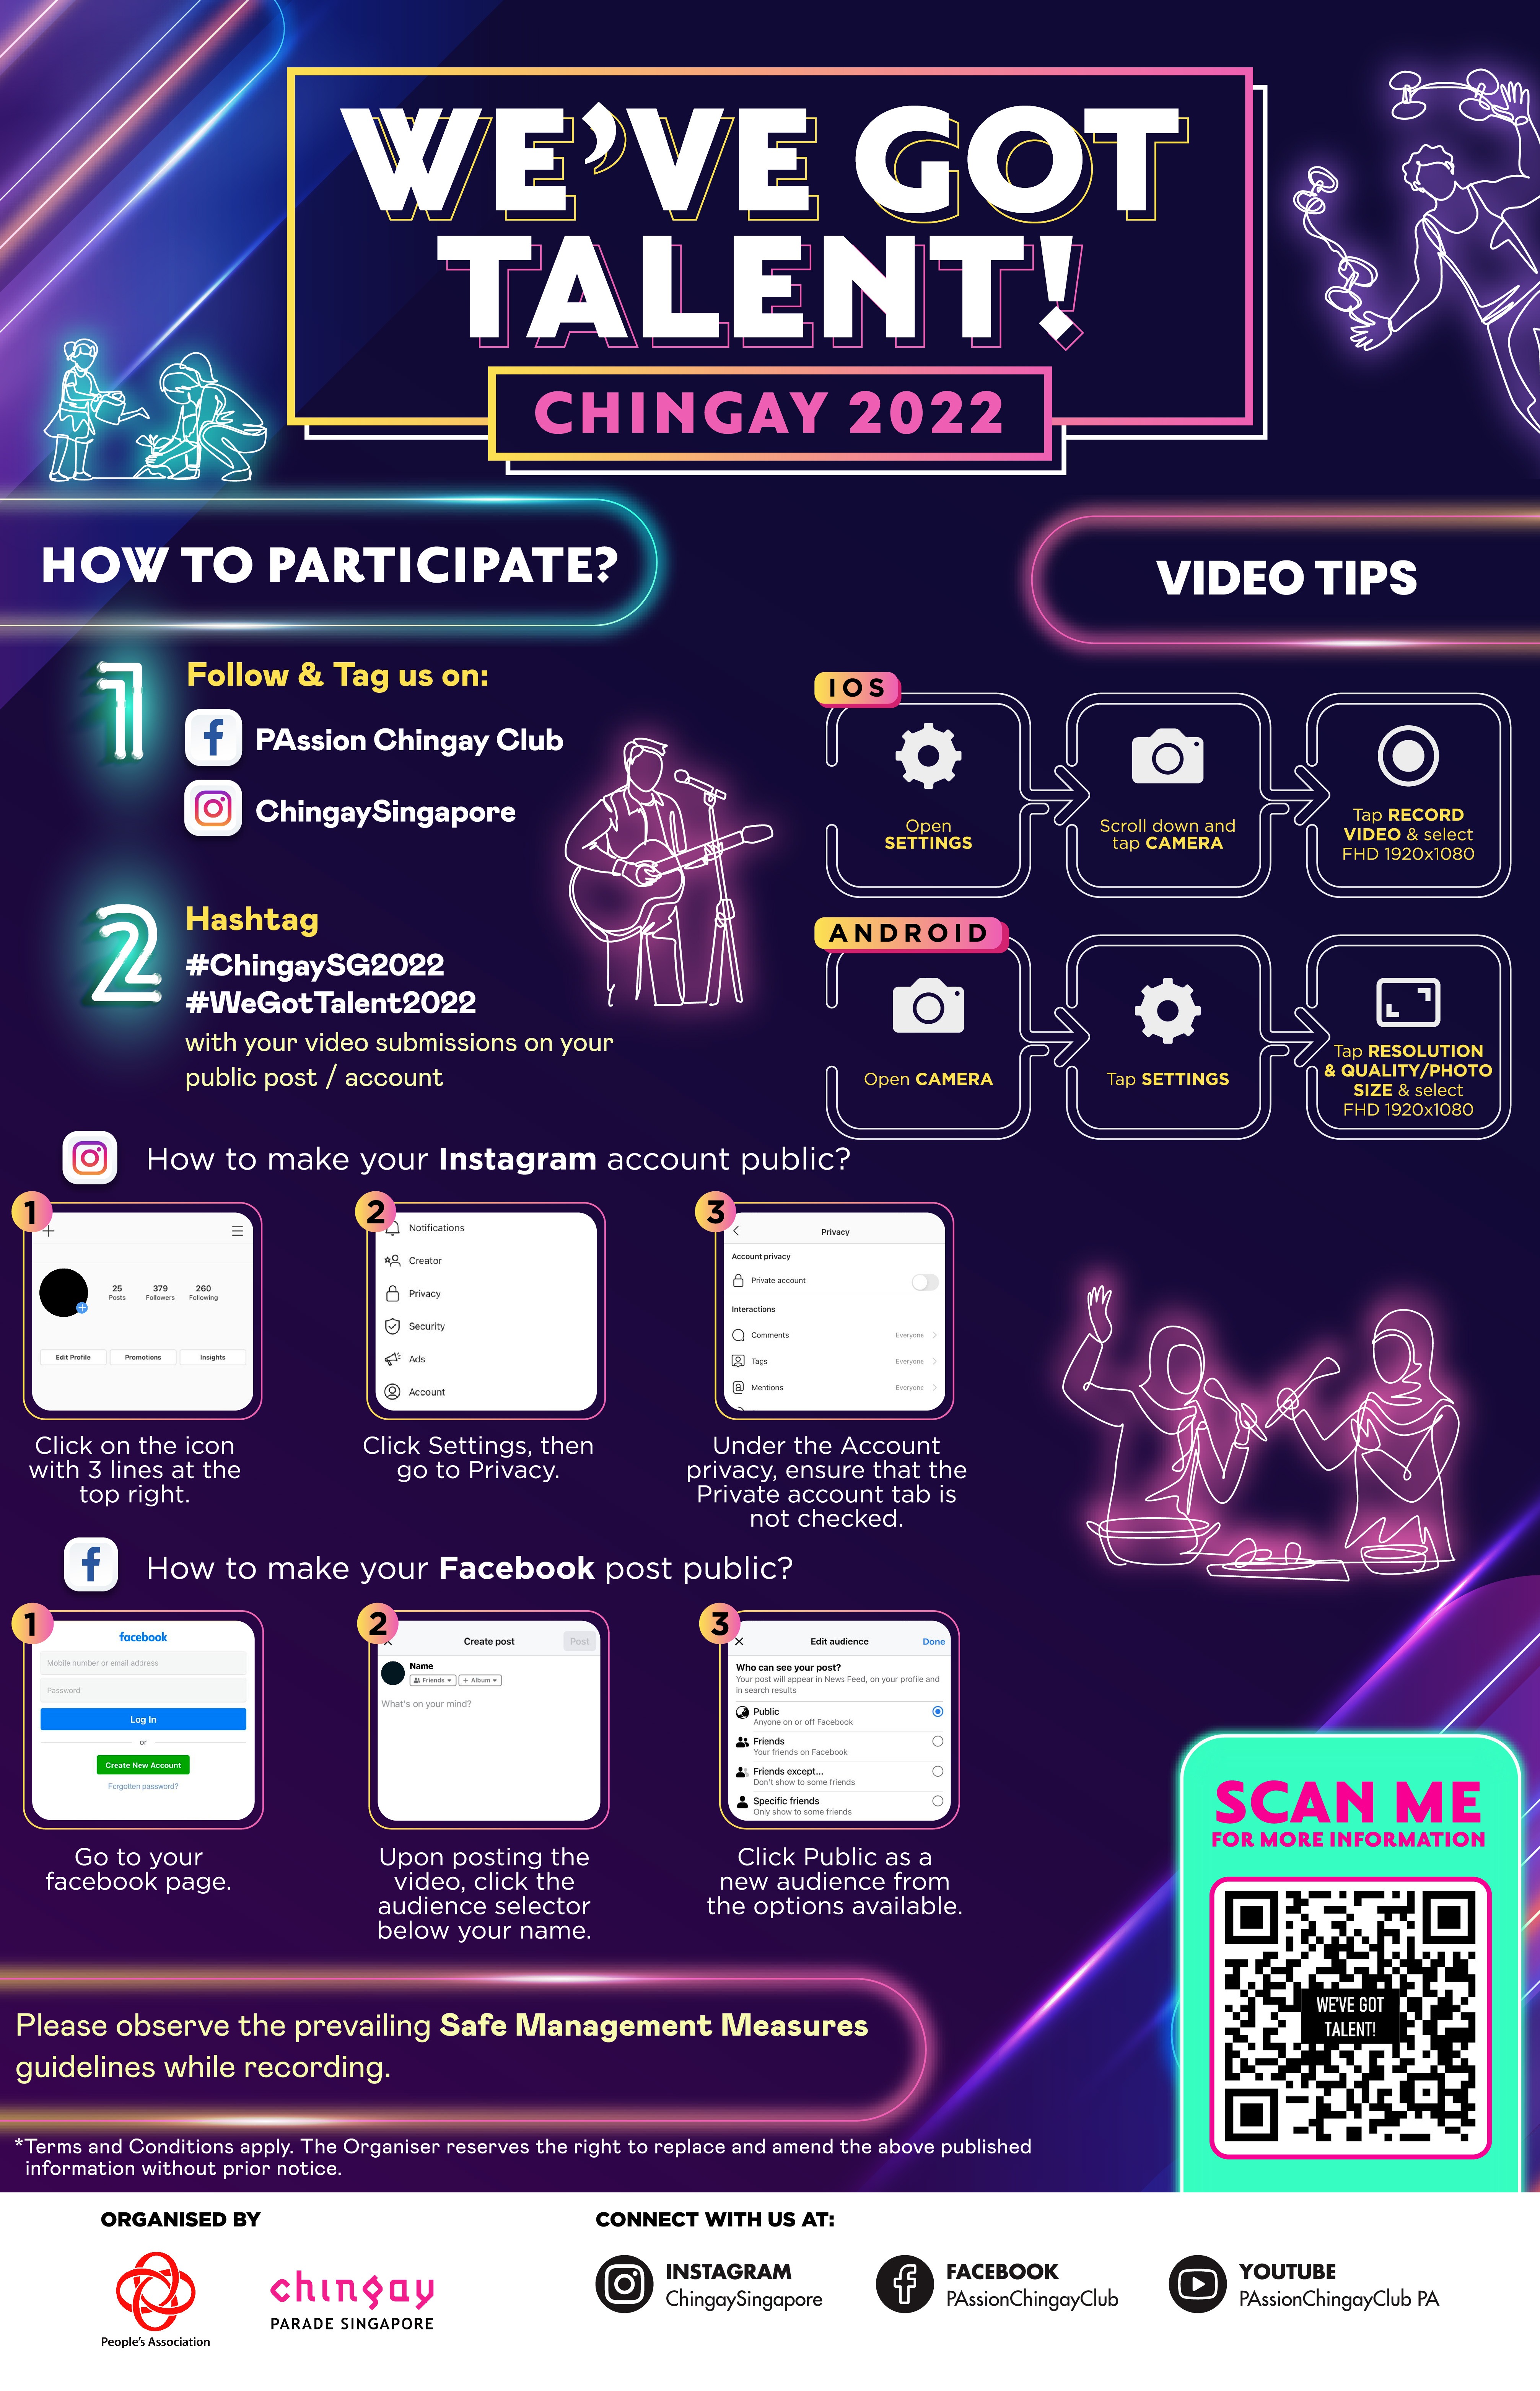 WE'VE GOT
TALENT!
CHINGAY 2022
HOW TO PARTICIPATE?
1
Follow & Tag us on:
PAssion Chingay Club
ChingaySingapore
2
Hashtag
#ChingaySG2022
#WeGotTalent2022
with your video submissions on your
public post / account
VIDEO TIPS
IOS
Open
SETTINGS
Scroll down and
tap CAMERA
Tap RECORD
VIDEO & select
FHD 1920x1080
ANDROID
Open CAMERA
Tap SETTINGS
Tap RESOLUTION
& QUALITY/PHOTO
SIZE & select
FHD 1920x1080
How to make your Instagram account public?
1
25 379 260
Posts Followers Following
Edit Profile Promotions Insights
Click on the icon
with 3 lines at the
top right.
2
Notifications
Creator
Privacy
Security
Ads
Account
Click Settings, then
go to Privacy.
3
Privacy
Account privacy
Private account
Interactions
Comments Everyone
Tags Everyone
Mentions Everyone
Under the Account
privacy, ensure that the
Private account tab is
not checked.
How to make your Facebook post public?
1
facebook
Mobile number or email address
Password
Log In
or
Create New Account
Forgotten password?
Go to your
facebook page.
2
Create post Post
Name
Friends + Album
What's on your mind?
Upon posting the
video, click the
audience selector
below your name.
3
Edit audience Done
Who can see your post?
Your post will appear in News Feed, on your profile and
in search results
Public
Anyone on or off Facebook
Friends
Your friends on Facebook
Friends except...
Don't show to some friends
Specific friends
Only show to some friends
Click Public as a
new audience from
the options available.
SCAN ME
FOR MORE INFORMATION
WE'VE GOT
TALENT!
Please observe the prevailing Safe Management Measures
guidelines while recording.
*Terms and Conditions apply. The Organiser reserves the right to replace and amend the above published
information without prior notice.
ORGANISED BY
People's Association
chingay
PARADE SINGAPORE
CONNECT WITH US AT:
INSTAGRAM
ChingaySingapore
FACEBOOK
PAssionChingayClub
YOUTUBE
PAssionChingayClub PA